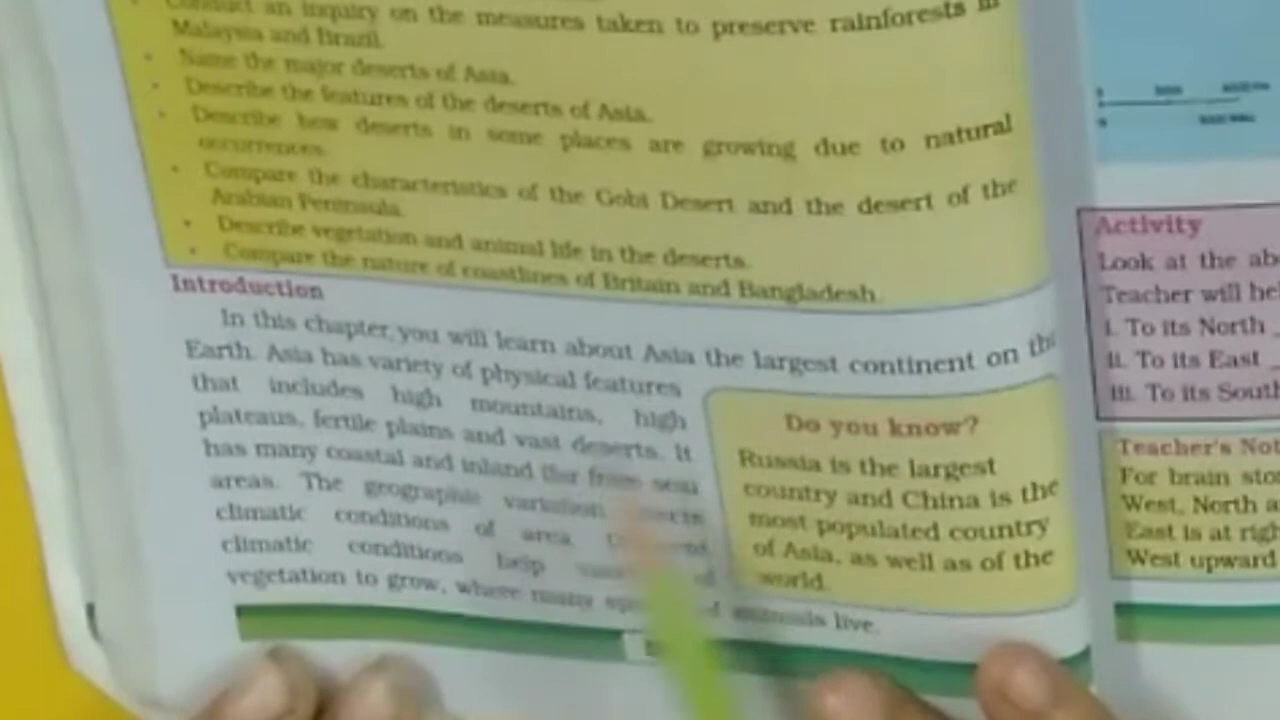 Conduct an inquiry on the measures taken to preserve rainforests in
Malaysia and Brazil.
Name the major deserts of Asia.
Describe the features of the deserts of Asia.
Describe how deserts in some places are growing due to natural
occurrences.
Compare the characteristics of the Gobi Desert and the desert of the
Arabian Peninsula.
Describe vegetation and animal life in the deserts.
Compare the nature of coastlines of Britain and Bangladesh.
Introduction
In this chapter, you will learn about Asia the largest continent on the
Earth. Asia has variety of physical features
that includes high mountains, high
plateaus, fertile plains and vast deserts. It
has many coastal and inland (far from sea)
areas. The geographic variation
climatic conditions of area
climatic conditions help of
vegetation to grow, where many animals live.
Do you know?
Russia is the largest
country and China is the
most populated country
of Asia, as well as of the
world.
Activity
Look at the ab
Teacher will hel
i. To its North
ii. To its East
iii. To its South
Teacher's Not
For brain sto
West, North a
East is at righ
West upward